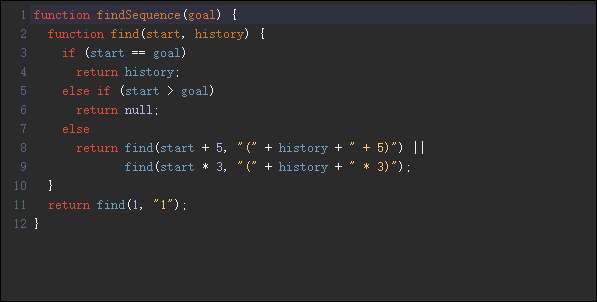 1 function findSequence(goal) {
2   function find(start, history) {
3     if (start == goal)
4       return history;
5     else if (start > goal)
6       return null;
7     else
8       return find(start + 5, "(" + history + " + 5)") ||
9              find(start * 3, "(" + history + " * 3)");
10   }
11   return find(1, "1");
12 }